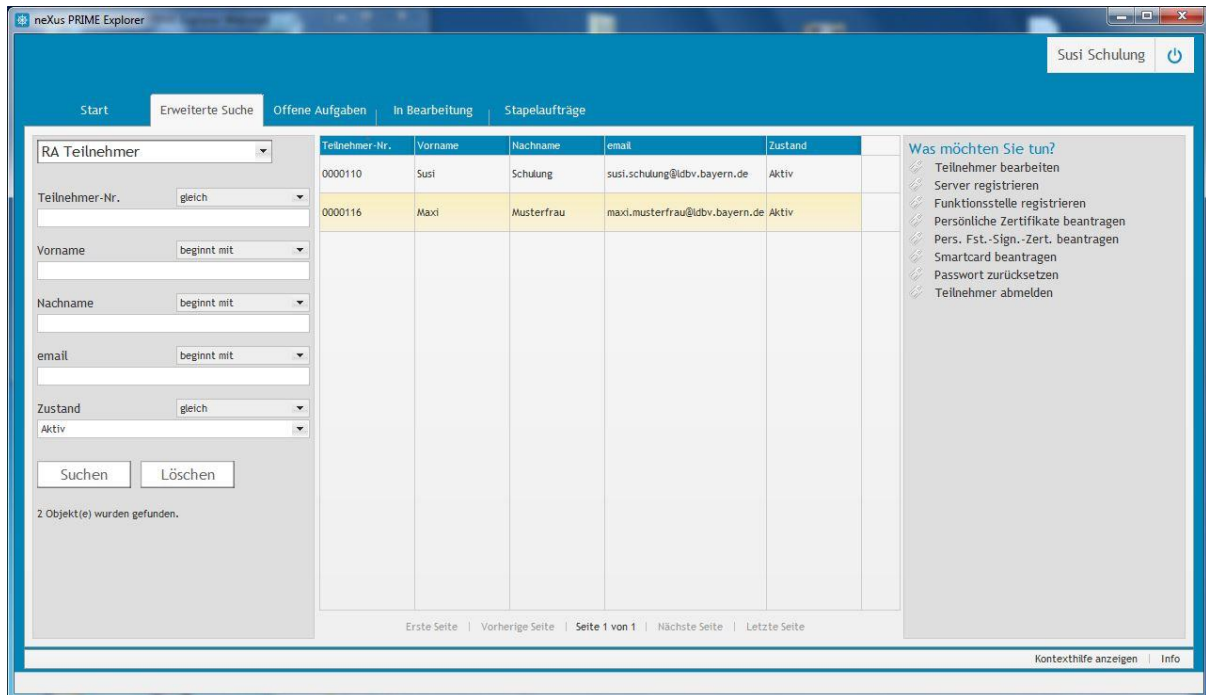 neXus PRIME Explorer
Susi Schulung
Start
Erweiterte Suche
Offene Aufgaben
In Bearbeitung
Stapelaufträge
RA Teilnehmer
Teilnehmer-Nr.
gleich
Vorname
beginnt mit
Nachname
beginnt mit
email
beginnt mit
Zustand
gleich
Aktiv
Suchen
Löschen
2 Objekt(e) wurden gefunden.
Teilnehmer-Nr. Vorname Nachname email Zustand
0000110 Susi Schulung susi.schulung@ldbv.bayern.de Aktiv
0000116 Maxi Musterfrau maxi.musterfrau@ldbv.bayern.de Aktiv
Erste Seite | Vorherige Seite | Seite 1 von 1 | Nächste Seite | Letzte Seite
Was möchten Sie tun?
Teilnehmer bearbeiten
Server registrieren
Funktionsstelle registrieren
Persönliche Zertifikate beantragen
Pers. Fst.-Sign.-Zert. beantragen
Smartcard beantragen
Passwort zurücksetzen
Teilnehmer abmelden
Kontexthilfe anzeigen | Info